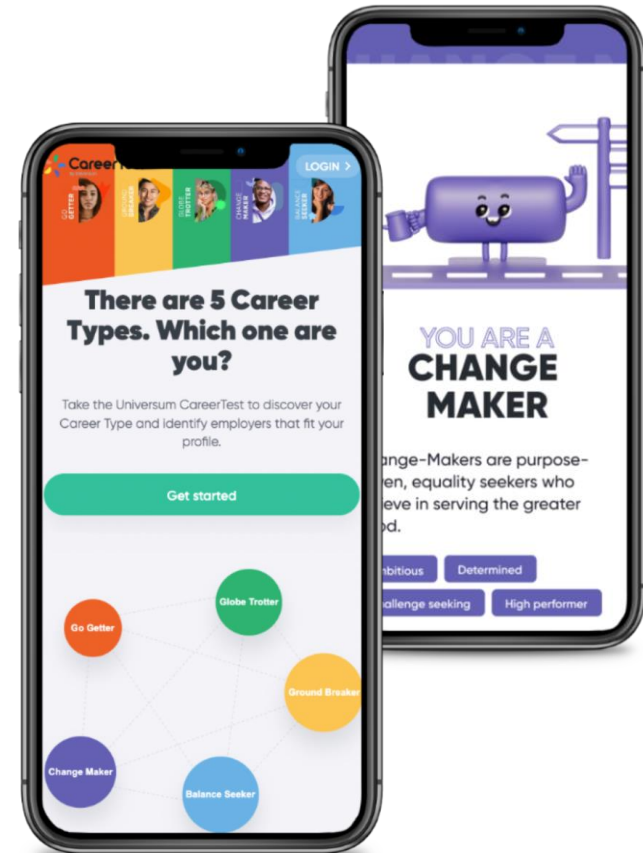 Career
LOGIN >
GO
GETTER
GROUND
BREAKER
GLOBE
TROTTER
CHANGE
MAKER
BALANCE
SEEKER
There are 5 Career
Types. Which one are
you?
Take the Universum CareerTest to discover your
Career Type and identify employers that fit your
profile.
Get started
Globe Trotter
Go Getter
Ground Breaker
Change Maker
Balance Seeker
YOU ARE A
CHANGE
MAKER
ange-Makers are purpose-
en, equality seekers who
eve in serving the greater
od.
bitious
Determined
allenge seeking
High performer